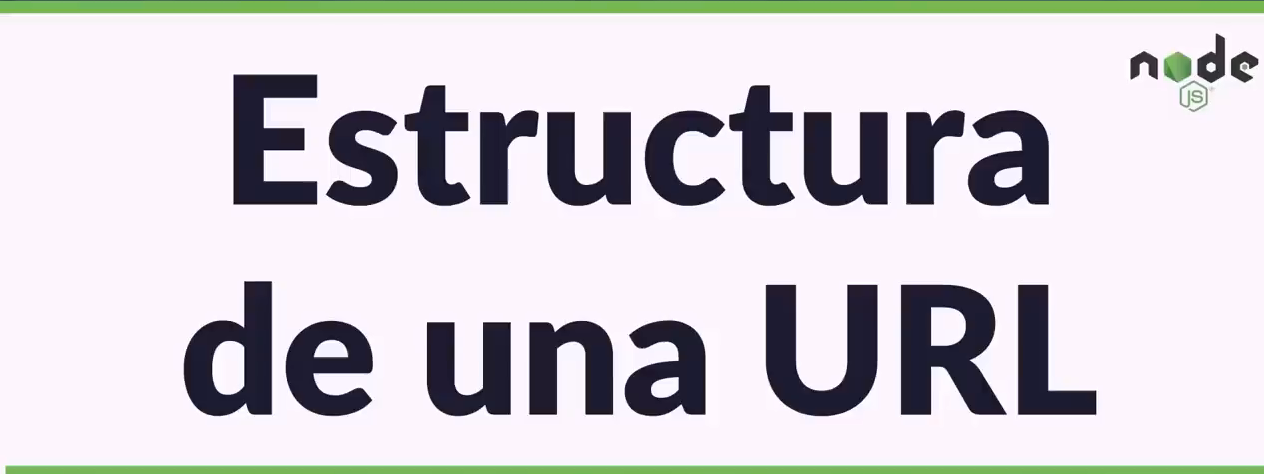 node
JS
Estructura
de una URL